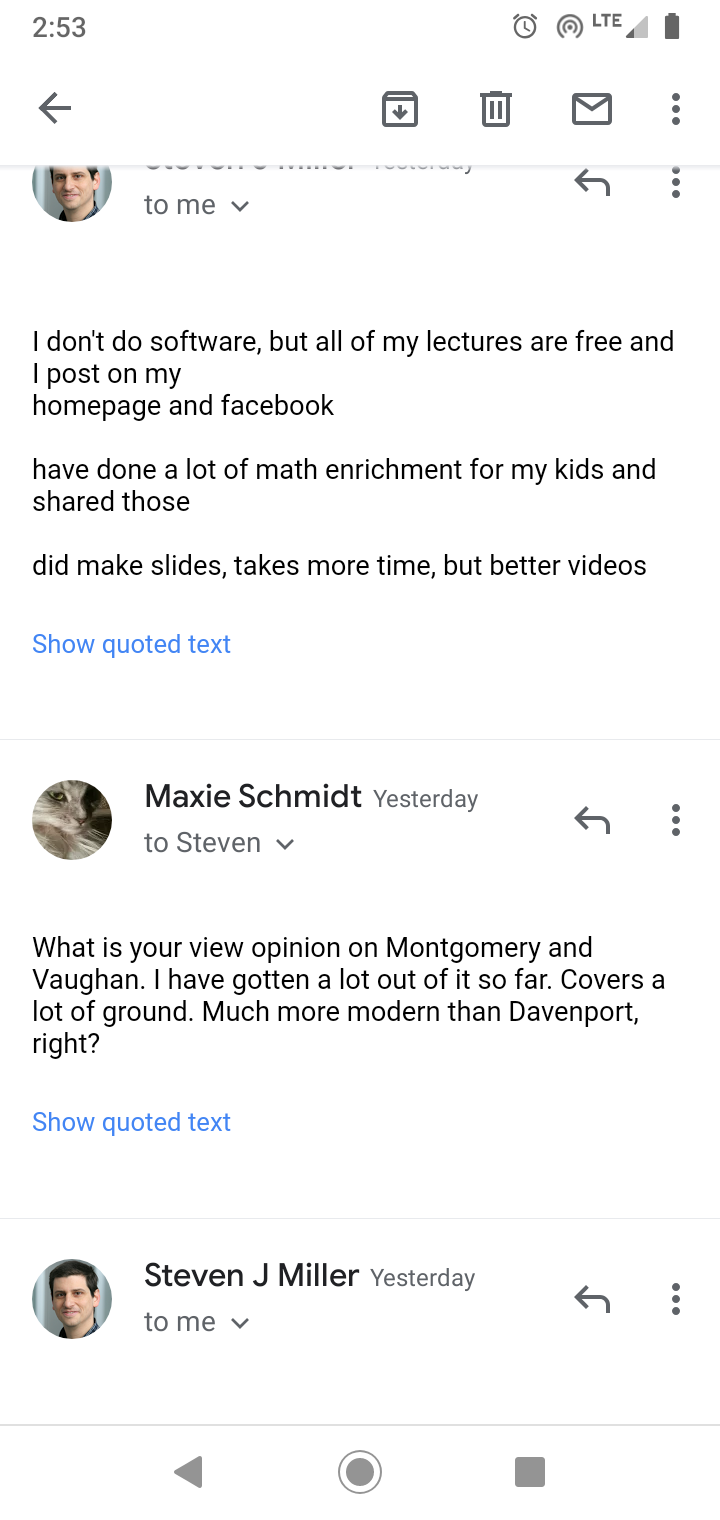 2:53
LTE
Steven J Miller Yesterday
to me
I don't do software, but all of my lectures are free and
I post on my
homepage and facebook
have done a lot of math enrichment for my kids and
shared those
did make slides, takes more time, but better videos
Show quoted text
Maxie Schmidt Yesterday
to Steven
What is your view opinion on Montgomery and
Vaughan. I have gotten a lot out of it so far. Covers a
lot of ground. Much more modern than Davenport,
right?
Show quoted text
Steven J Miller Yesterday
to me